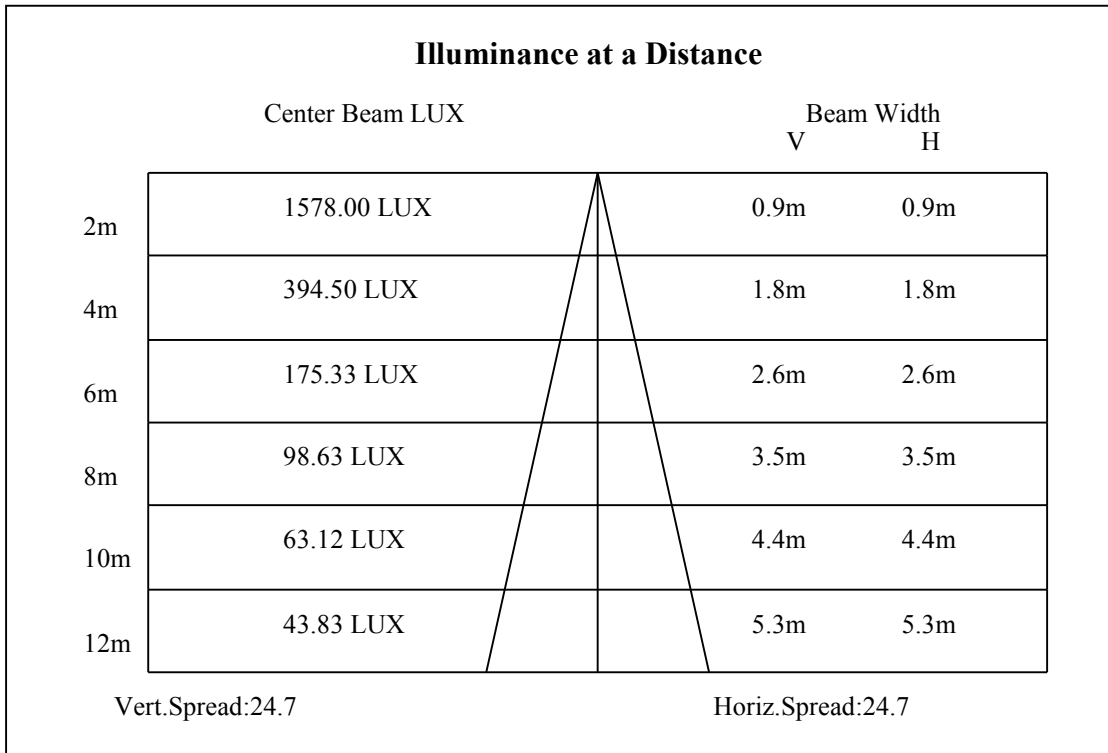 Illuminance at a Distance
Center Beam LUX Beam Width
V H
2m 1578.00 LUX 0.9m 0.9m
4m 394.50 LUX 1.8m 1.8m
6m 175.33 LUX 2.6m 2.6m
8m 98.63 LUX 3.5m 3.5m
10m 63.12 LUX 4.4m 4.4m
12m 43.83 LUX 5.3m 5.3m
Vert.Spread:24.7 Horiz.Spread:24.7